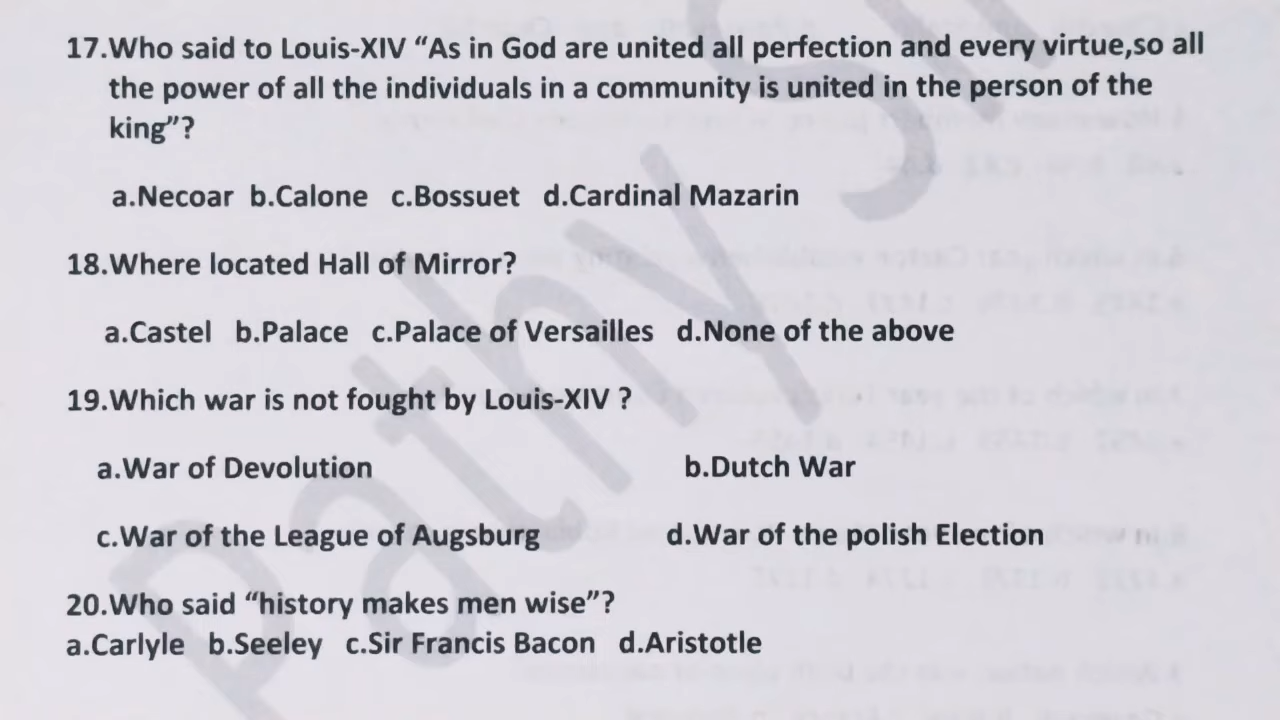 17.Who said to Louis-XIV “As in God are united all perfection and every virtue,so all
the power of all the individuals in a community is united in the person of the
king”?
a.Necoar b.Calone c.Bossuet d.Cardinal Mazarin
18.Where located Hall of Mirror?
a.Castel b.Palace c.Palace of Versailles d.None of the above
19.Which war is not fought by Louis-XIV ?
a.War of Devolution b.Dutch War
c.War of the League of Augsburg d.War of the polish Election
20.Who said “history makes men wise”?
a.Carlyle b.Seeley c.Sir Francis Bacon d.Aristotle
Pathy